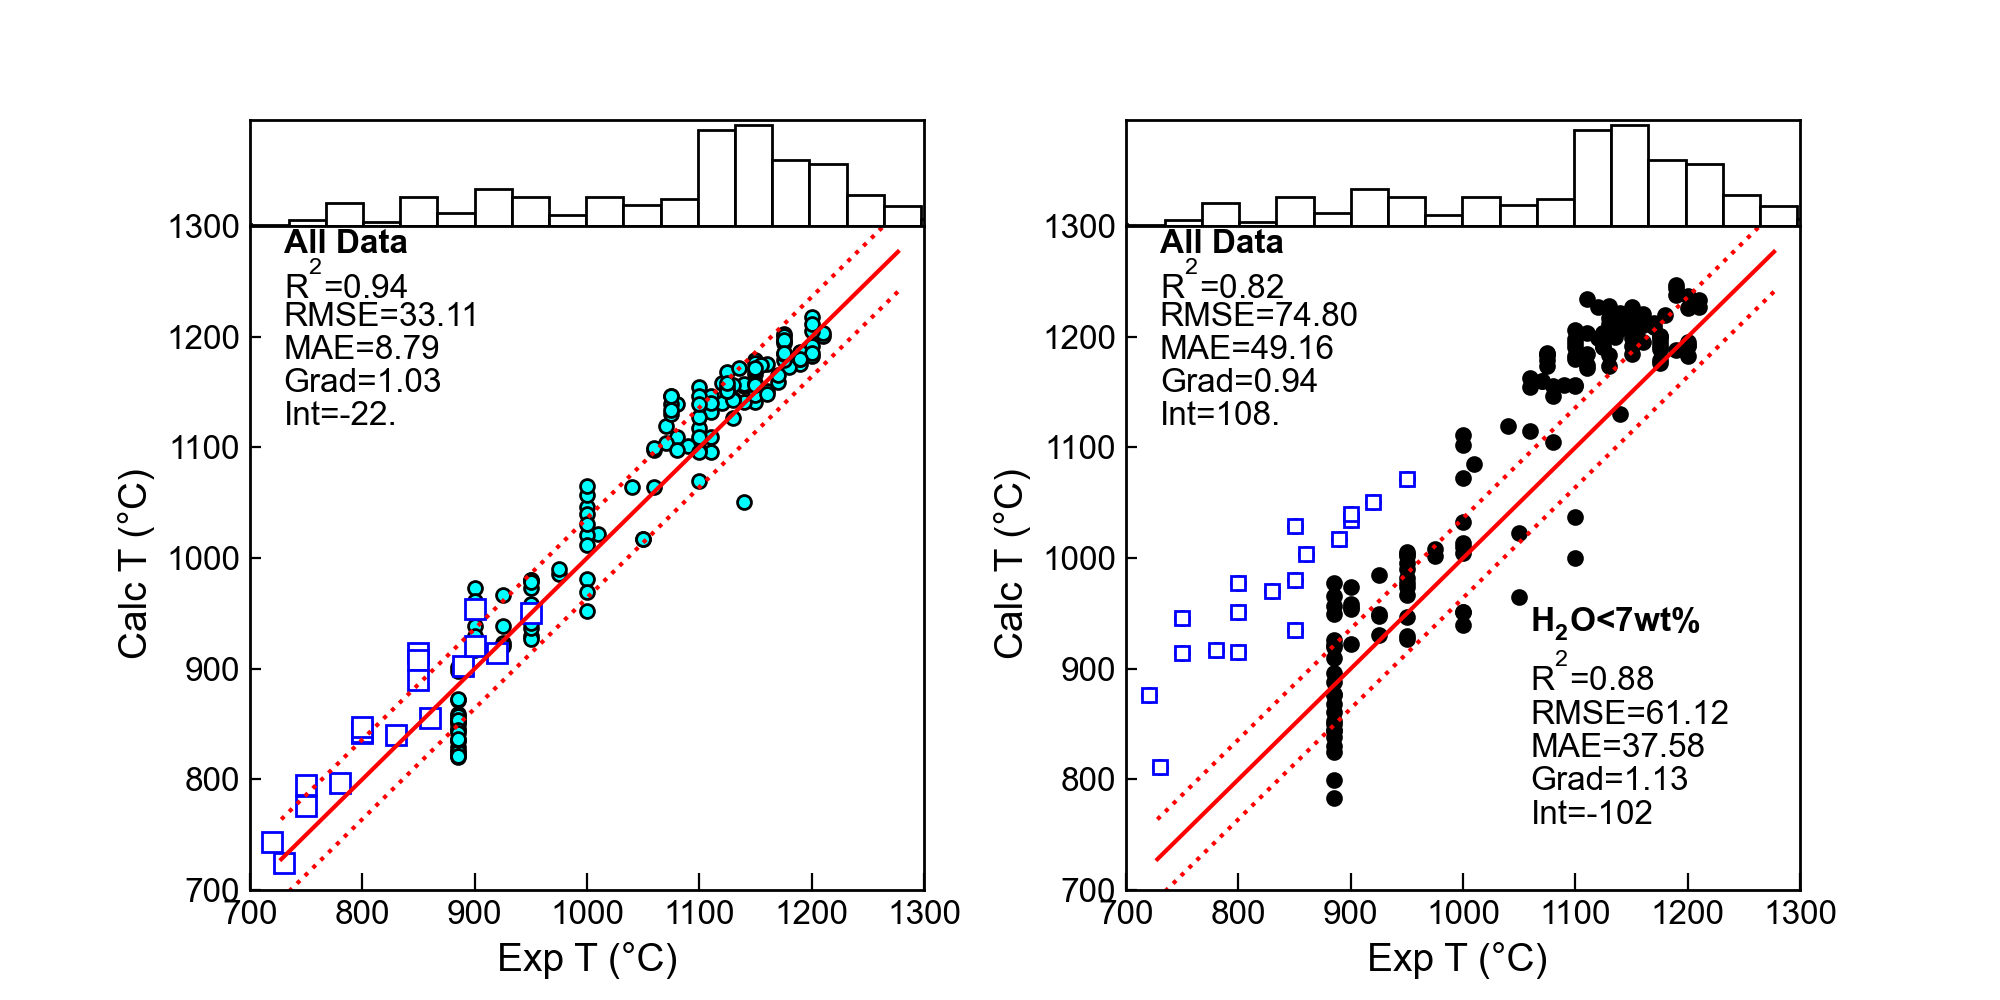 1300
1200
1100
1000
900
800
700
Calc T (°C)
All Data
R²=0.94
RMSE=33.11
MAE=8.79
Grad=1.03
Int=-22.
700 800 900 1000 1100 1200 1300
Exp T (°C)
1300
1200
1100
1000
900
800
700
Calc T (°C)
All Data
R²=0.82
RMSE=74.80
MAE=49.16
Grad=0.94
Int=108.
H₂O<7wt%
R²=0.88
RMSE=61.12
MAE=37.58
Grad=1.13
Int=-102
700 800 900 1000 1100 1200 1300
Exp T (°C)